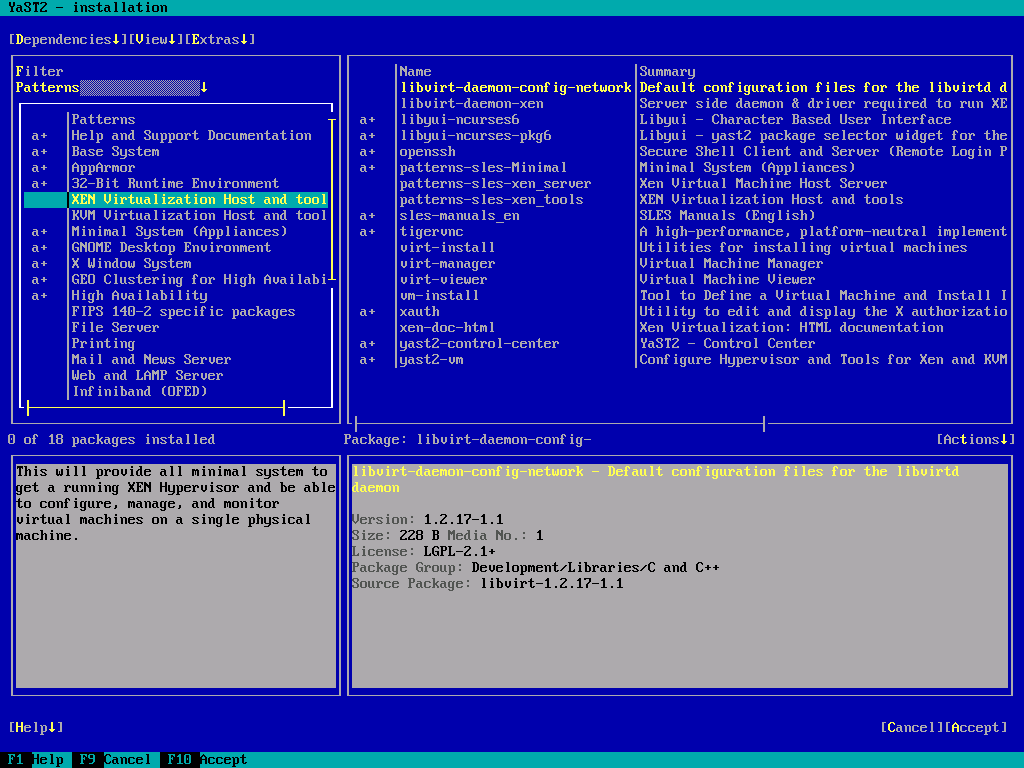 YaST2 - installation
[Dependencies↓][View↓][Extras↓]
Filter
Patterns ↓
Patterns
a+ Help and Support Documentation
a+ Base System
a+ AppArmor
a+ 32-Bit Runtime Environment
XEN Virtualization Host and tool
KVM Virtualization Host and tool
a+ Minimal System (Appliances)
a+ GNOME Desktop Environment
a+ X Window System
a+ GEO Clustering for High Availabi
a+ High Availability
FIPS 140-2 specific packages
File Server
Printing
Mail and News Server
Web and LAMP Server
Infiniband (OFED)
Name Summary
libvirt-daemon-config-network Default configuration files for the libvirtd d
libvirt-daemon-xen Server side daemon & driver required to run XE
a+ libyui-ncurses6 Libyui - Character Based User Interface
a+ libyui-ncurses-pkg6 Libyui - yast2 package selector widget for the
a+ openssh Secure Shell Client and Server (Remote Login P
a+ patterns-sles-Minimal Minimal System (Appliances)
patterns-sles-xen_server Xen Virtual Machine Host Server
patterns-sles-xen_tools XEN Virtualization Host and tools
a+ sles-manuals_en SLES Manuals (English)
a+ tigervnc A high-performance, platform-neutral implement
virt-install Utilities for installing virtual machines
virt-manager Virtual Machine Manager
virt-viewer Virtual Machine Viewer
vm-install Tool to Define a Virtual Machine and Install I
a+ xauth Utility to edit and display the X authorizatio
xen-doc-html Xen Virtualization: HTML documentation
a+ yast2-control-center YaST2 - Control Center
a+ yast2-vm Configure Hypervisor and Tools for Xen and KVM
0 of 18 packages installed
Package: libvirt-daemon-config-
[Actions↓]
This will provide all minimal system to
get a running XEN Hypervisor and be able
to configure, manage, and monitor
virtual machines on a single physical
machine.
libvirt-daemon-config-network - Default configuration files for the libvirtd
daemon
Version: 1.2.17-1.1
Size: 228 B Media No.: 1
License: LGPL-2.1+
Package Group: Development/Libraries/C and C++
Source Package: libvirt-1.2.17-1.1
[Help↓]
[Cancel][Accept]
F1 Help F9 Cancel F10 Accept